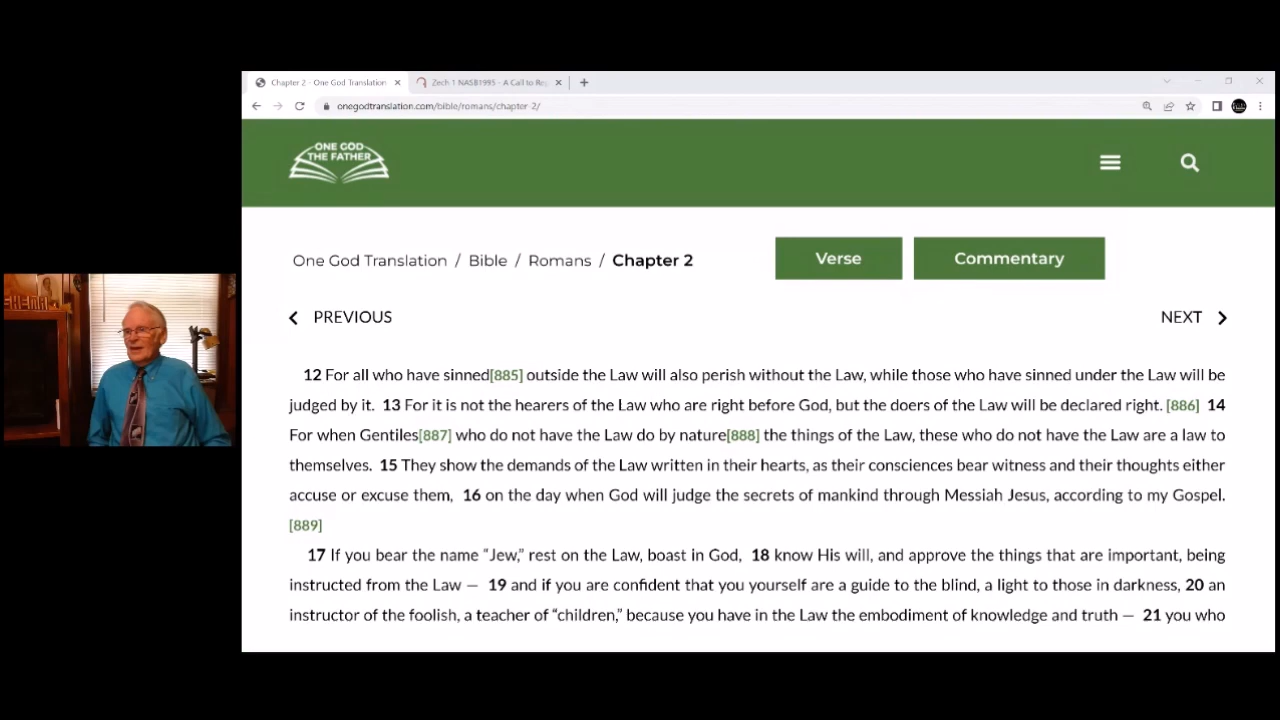 Chapter 2 - One God Translation
Zech 1 NASB1995 - A Call to Re
onegodtranslation.com/bible/romans/chapter-2/
ONE GOD
THE FATHER
One God Translation / Bible / Romans / Chapter 2
Verse
Commentary
PREVIOUS
NEXT
12 For all who have sinned[885] outside the Law will also perish without the Law, while those who have sinned under the Law will be
judged by it. 13 For it is not the hearers of the Law who are right before God, but the doers of the Law will be declared right. [886] 14
For when Gentiles[887] who do not have the Law do by nature[888] the things of the Law, these who do not have the Law are a law to
themselves. 15 They show the demands of the Law written in their hearts, as their consciences bear witness and their thoughts either
accuse or excuse them, 16 on the day when God will judge the secrets of mankind through Messiah Jesus, according to my Gospel.
[889]
17 If you bear the name “Jew,” rest on the Law, boast in God, 18 know His will, and approve the things that are important, being
instructed from the Law — 19 and if you are confident that you yourself are a guide to the blind, a light to those in darkness, 20 an
instructor of the foolish, a teacher of “children,” because you have in the Law the embodiment of knowledge and truth — 21 you who